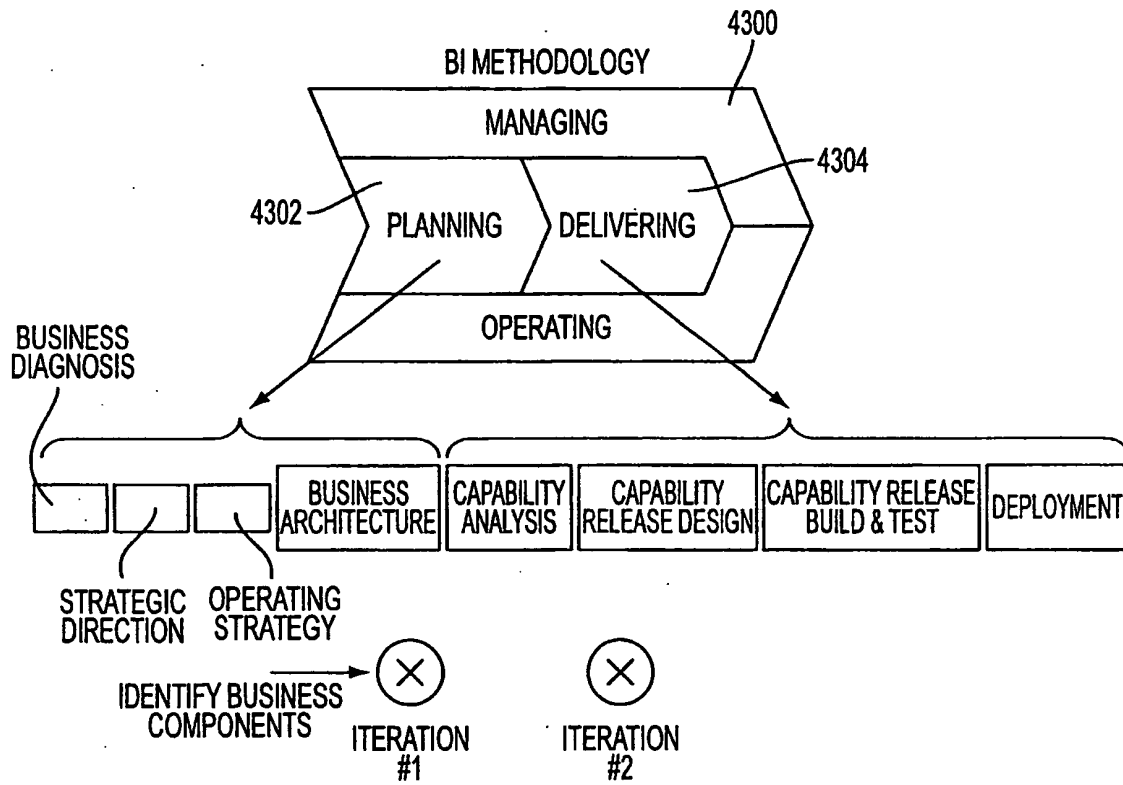 4300
BI METHODOLOGY
MANAGING
4304
4302
PLANNING
DELIVERING
OPERATING
BUSINESS
DIAGNOSIS
BUSINESS
ARCHITECTURE
CAPABILITY
ANALYSIS
CAPABILITY
RELEASE DESIGN
CAPABILITY RELEASE
BUILD & TEST
DEPLOYMENT
STRATEGIC
DIRECTION
OPERATING
STRATEGY
IDENTIFY BUSINESS
COMPONENTS
ITERATION
#1
ITERATION
#2